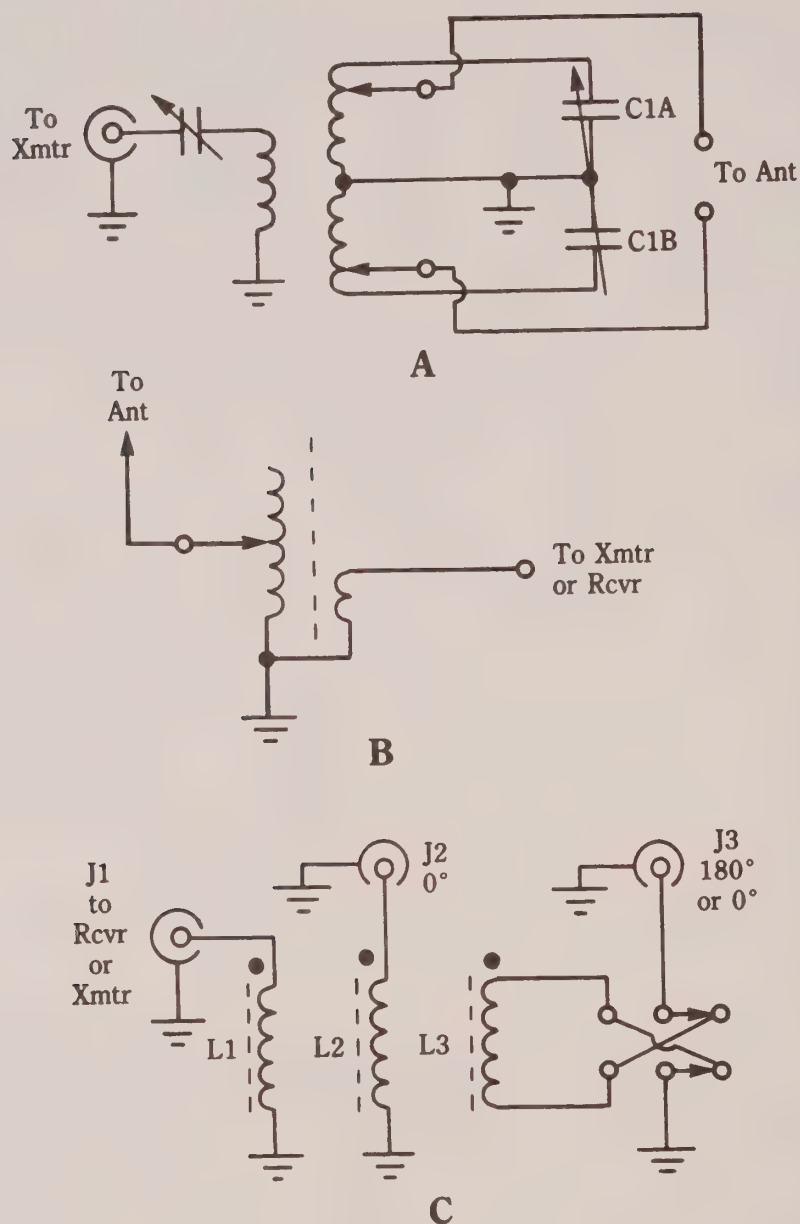 To
Xmtr
C1A
To Ant
C1B
A
To
Ant
To Xmtr
or Rcvr
B
J1
to
Rcvr
or
Xmtr
J2
0°
J3
180°
or 0°
L1
L2
L3
C